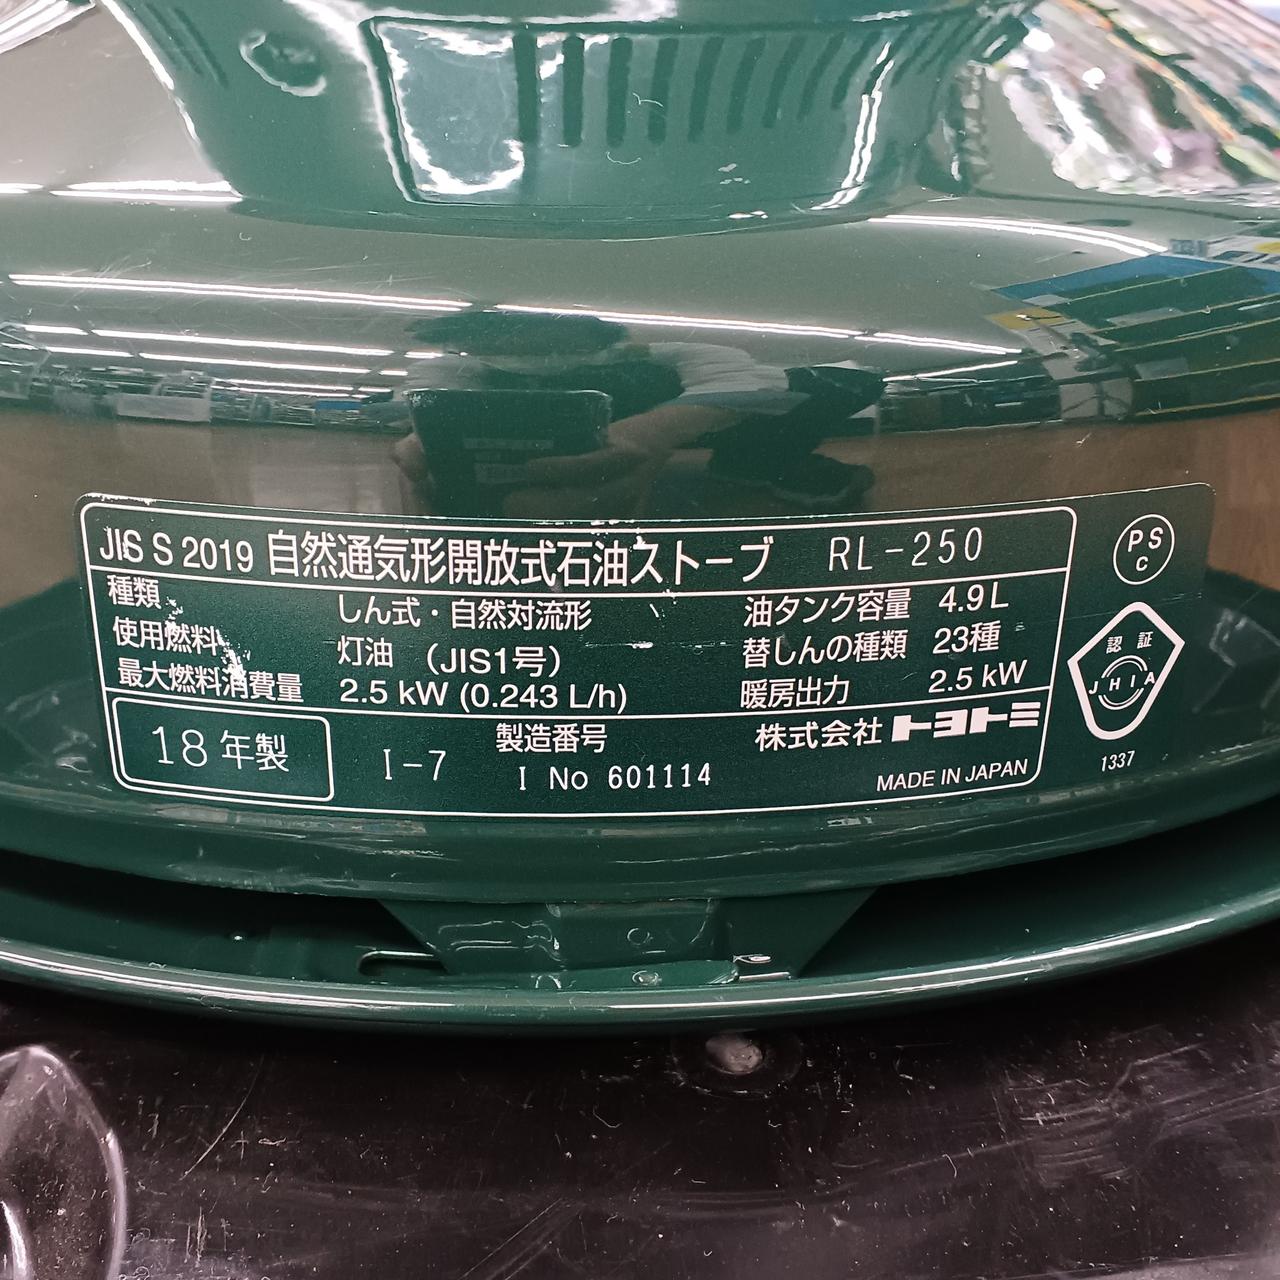 JIS S 2019 自然通気形開放式石油ストーブ RL-250
種類 しん式・自然対流形 油タンク容量 4.9L
使用燃料 灯油 (JIS1号) 替しんの種類 23種
最大燃料消費量 2.5 kW (0.243 L/h) 暖房出力 2.5 kW
18年製 I-7 製造番号 株式会社 トヨトミ
I No 601114 MADE IN JAPAN
PS
C
認証
JHIA
1337